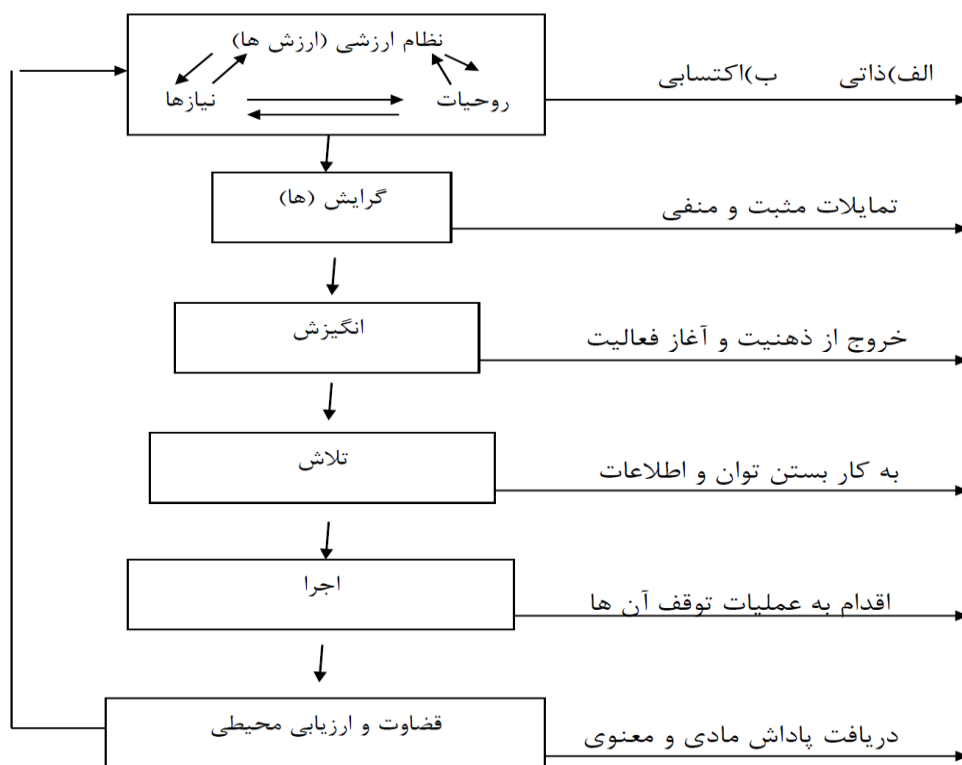 نظام ارزشی (ارزش ها)
روحیات
نیازها
الف)ذاتی ب)اکتسابی
گرایش (ها)
تمایلات مثبت و منفی
انگیزش
خروج از ذهنیت و آغاز فعالیت
تلاش
به کار بستن توان و اطلاعات
اجرا
اقدام به عملیات توقف آن ها
قضاوت و ارزیابی محیطی
دریافت پاداش مادی و معنوی